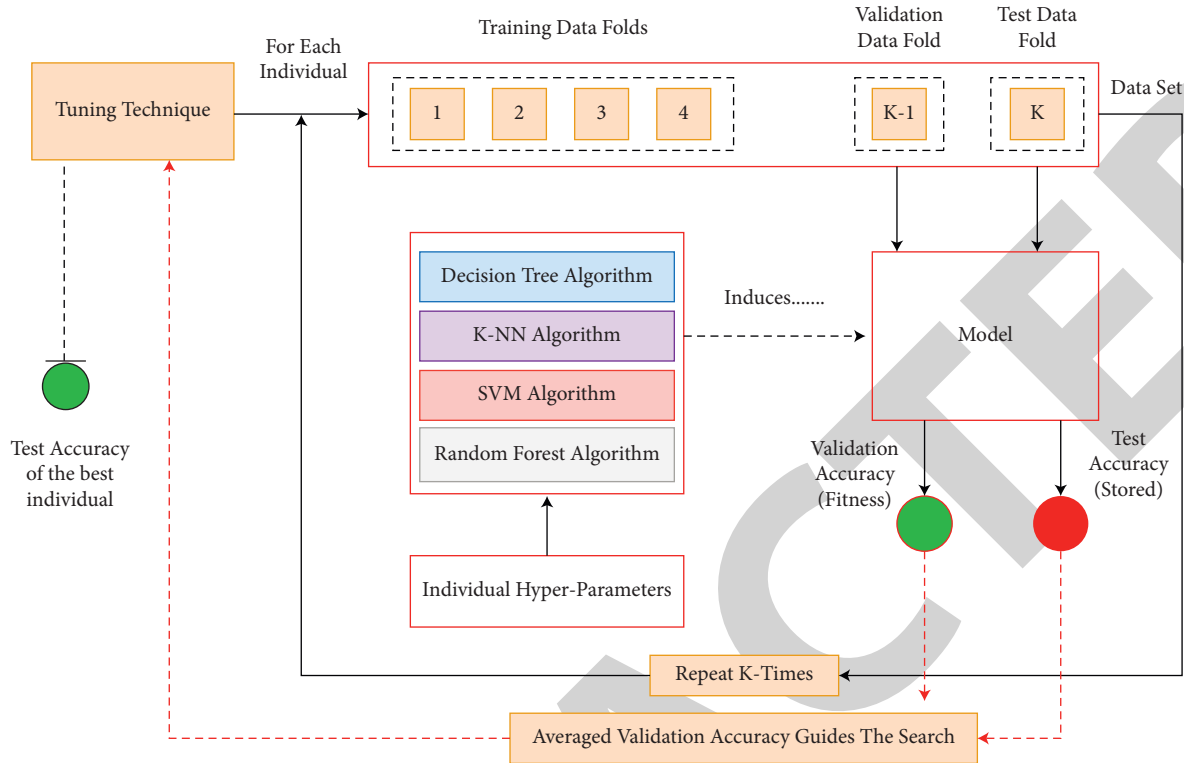 For Each
Individual
Training Data Folds
Validation
Data Fold
Test Data
Fold
Tuning Technique
1
2
3
4
K-1
K
Data Set
Decision Tree Algorithm
K-NN Algorithm
SVM Algorithm
Random Forest Algorithm
Induces.......
Model
Test Accuracy
of the best
individual
Validation
Accuracy
(Fitness)
Test
Accuracy
(Stored)
Individual Hyper-Parameters
Repeat K-Times
Averaged Validation Accuracy Guides The Search
ACTED